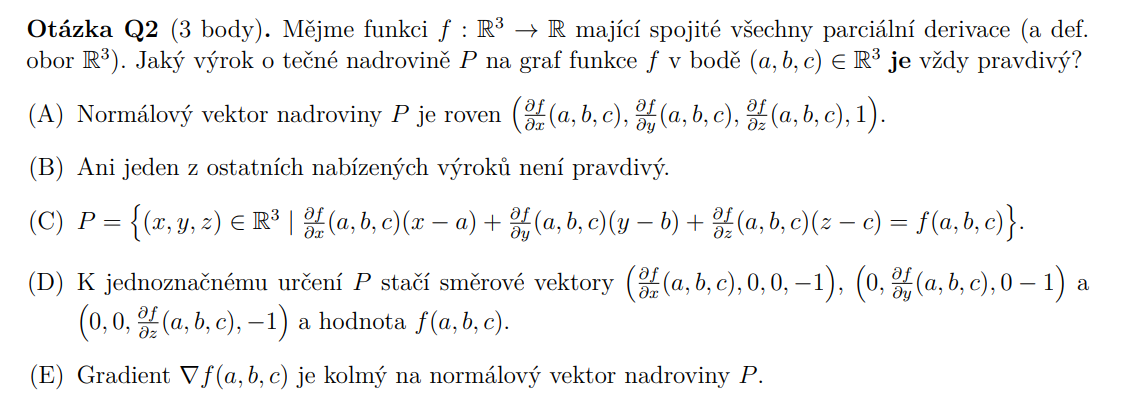 Otázka Q2 (3 body). Mějme funkci f : ℝ³ → ℝ mající spojité všechny parciální derivace (a def.
obor ℝ³). Jaký výrok o tečné nadrovině P na graf funkce f v bodě (a, b, c) ∈ ℝ³ je vždy pravdivý?
(A) Normálový vektor nadroviny P je roven (∂f/∂x(a, b, c), ∂f/∂y(a, b, c), ∂f/∂z(a, b, c), 1).
(B) Ani jeden z ostatních nabízených výroků není pravdivý.
(C) P = {(x, y, z) ∈ ℝ³ | ∂f/∂x(a, b, c)(x − a) + ∂f/∂y(a, b, c)(y − b) + ∂f/∂z(a, b, c)(z − c) = f(a, b, c)}.
(D) K jednoznačnému určení P stačí směrové vektory (∂f/∂x(a, b, c), 0, 0, −1), (0, ∂f/∂y(a, b, c), 0 − 1) a
(0, 0, ∂f/∂z(a, b, c), −1) a hodnota f(a, b, c).
(E) Gradient ∇f(a, b, c) je kolmý na normálový vektor nadroviny P.